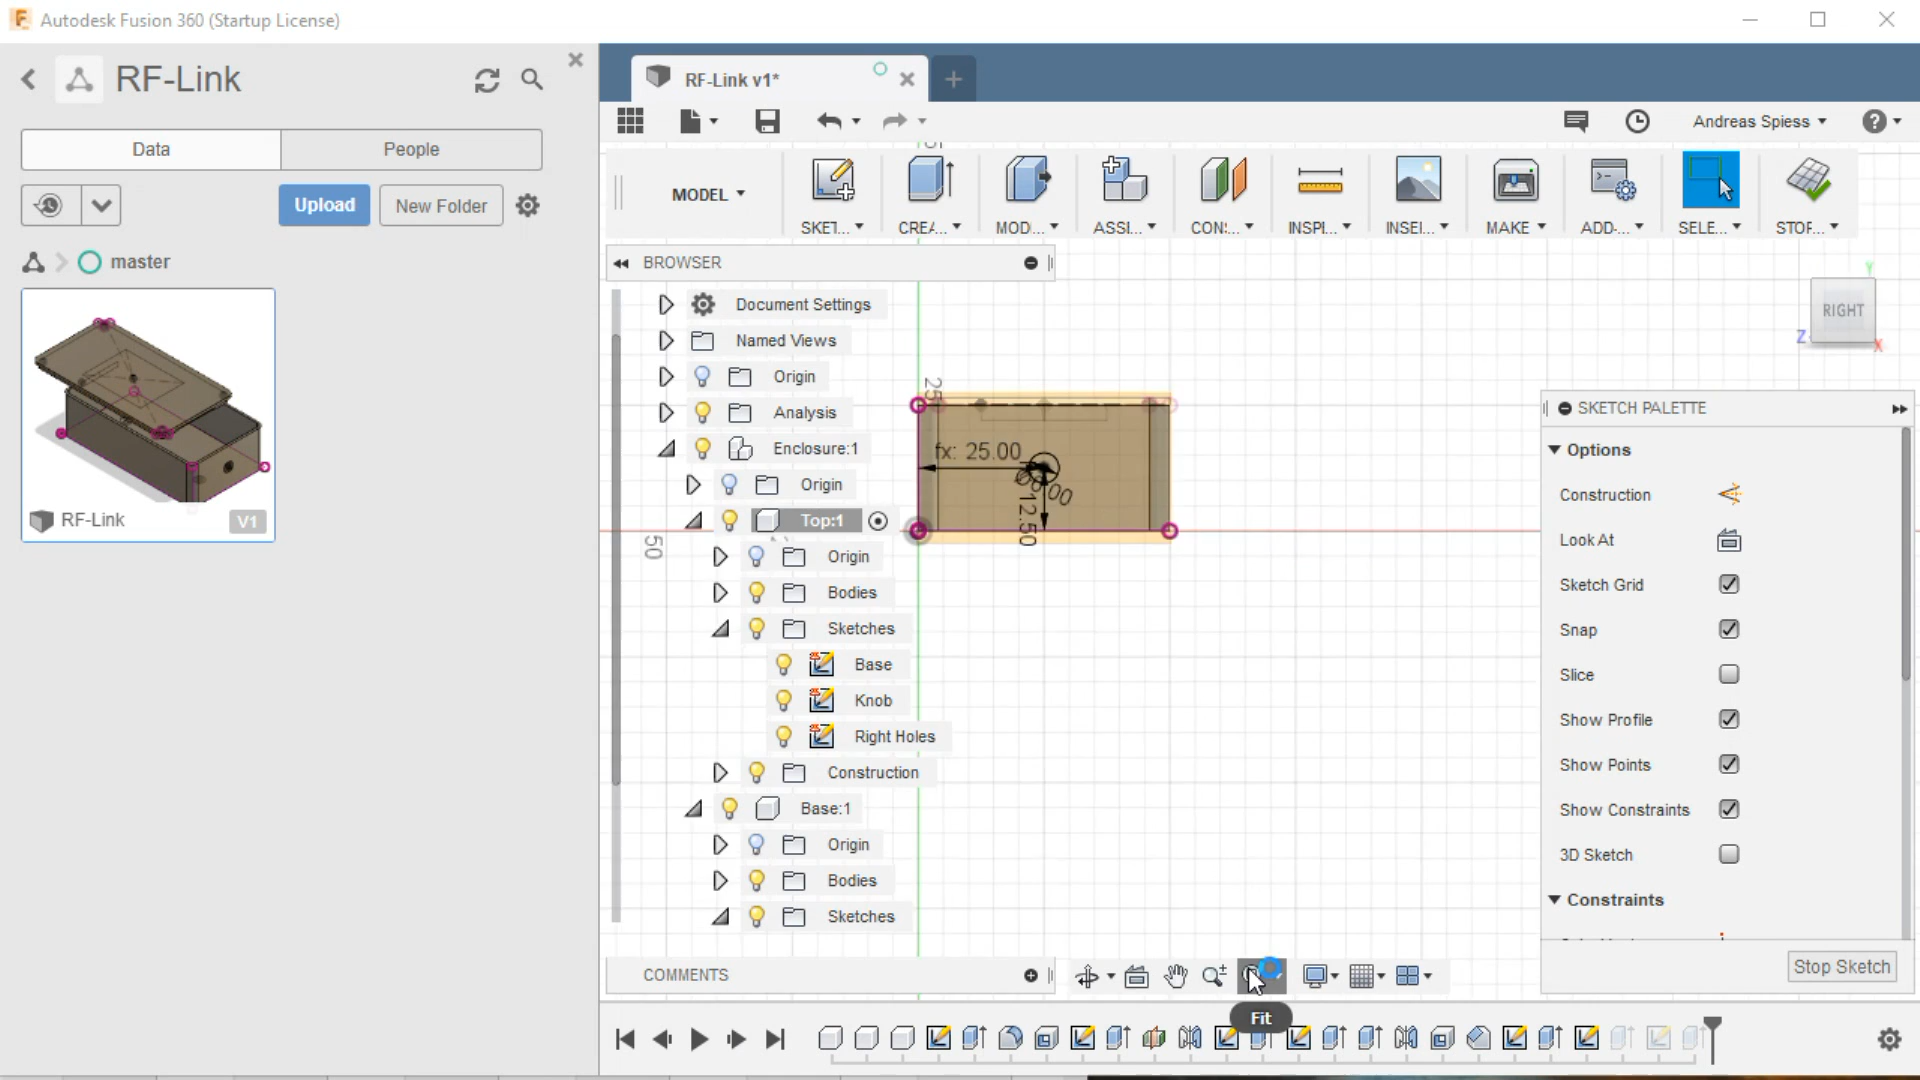 Autodesk Fusion 360 (Startup License)
RF-Link
Data
People
Upload
New Folder
master
RF-Link
V1
RF-Link v1*
Andreas Spiess
MODEL
SKET...
CREA...
MOD...
ASSI...
CON:...
INSPI...
INSEI...
MAKE
ADD-...
SELE...
STOF...
BROWSER
Document Settings
Named Views
Origin
Analysis
Enclosure:1
Origin
Top:1
Origin
Bodies
Sketches
Base
Knob
Right Holes
Construction
Base:1
Origin
Bodies
Sketches
COMMENTS
25
fx: 25.00
12.50
50
Y
RIGHT
Z
X
SKETCH PALETTE
Options
Construction
Look At
Sketch Grid
Snap
Slice
Show Profile
Show Points
Show Constraints
3D Sketch
Constraints
Stop Sketch
Fit